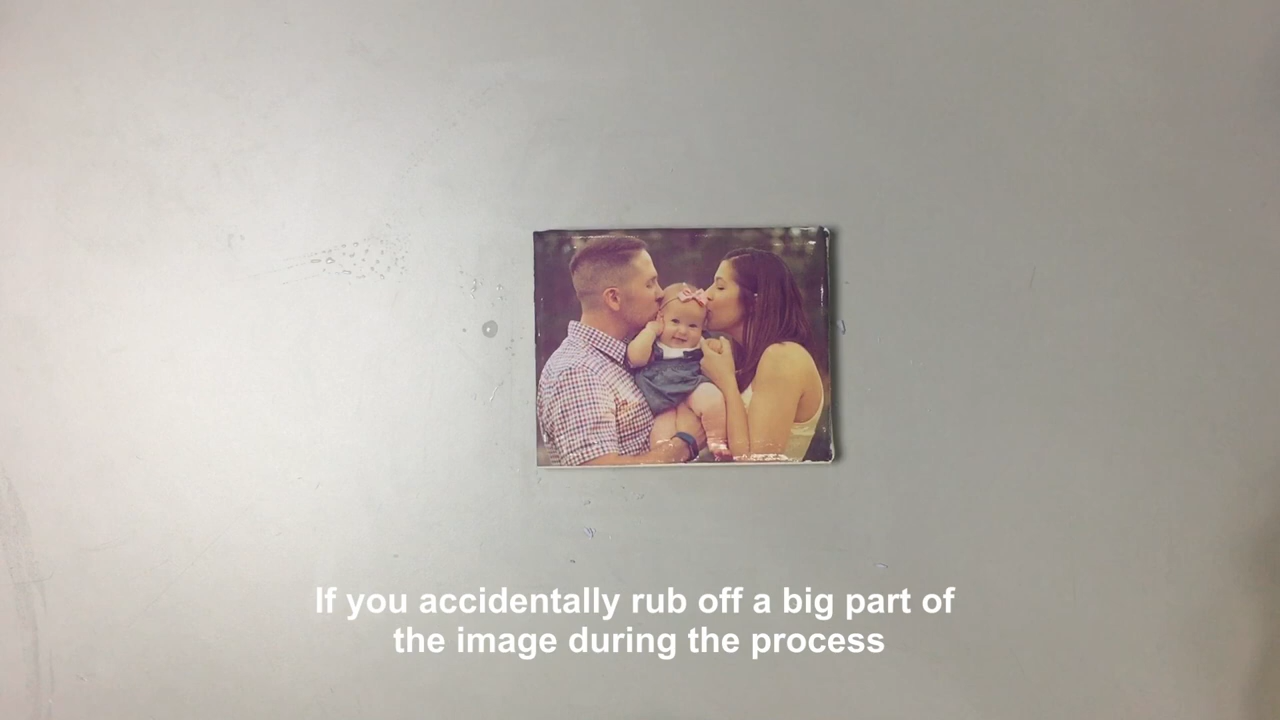 If you accidentally rub off a big part of
the image during the process